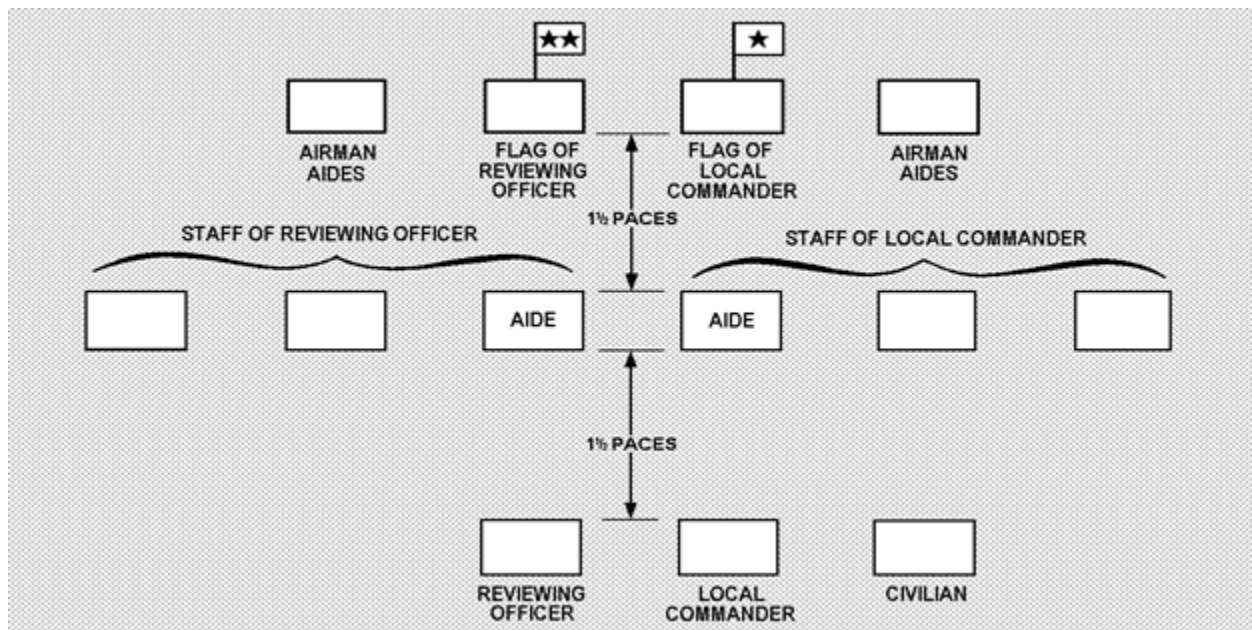 AIRMAN
AIDES
FLAG OF
REVIEWING
OFFICER
FLAG OF
LOCAL
COMMANDER
AIRMAN
AIDES
1½ PACES
STAFF OF REVIEWING OFFICER
STAFF OF LOCAL COMMANDER
AIDE
AIDE
1½ PACES
REVIEWING
OFFICER
LOCAL
COMMANDER
CIVILIAN